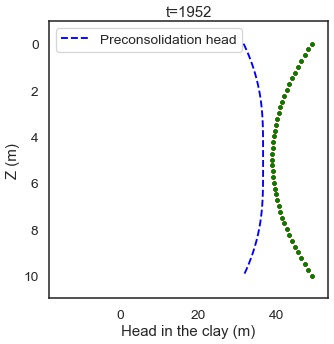 t=1952
Preconsolidation head
0
2
4
6
8
10
Z (m)
0 20 40
Head in the clay (m)